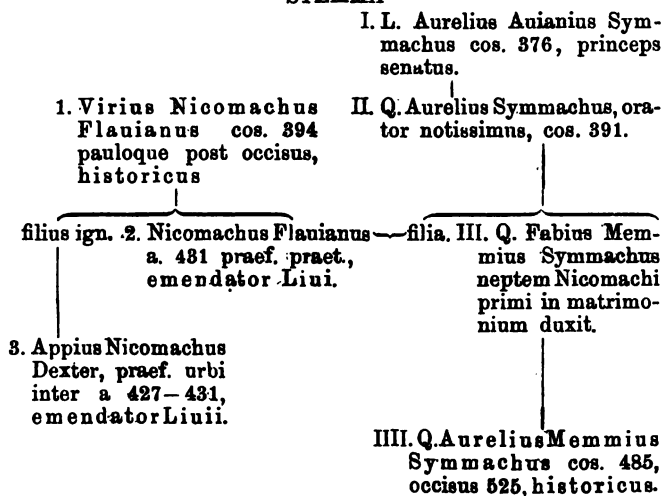 STEMMA
I. L. Aurelius Auianius Sym-
machus cos. 376, princeps
senatus.
1. Virius Nicomachus
Flauianus cos. 394
pauloque post occisus,
historicus
II. Q. Aurelius Symmachus, ora-
tor notissimus, cos. 391.
filius ign.
2. Nicomachus Flauianus
a. 431 praef. praet.,
emendator Liui.
filia.
III. Q. Fabius Mem-
mius Symmachus
neptem Nicomachi
primi in matrimo-
nium duxit.
3. Appius Nicomachus
Dexter, praef. urbi
inter a 427–431,
emendator Liuii.
IIII. Q. Aurelius Memmius
Symmachus cos. 485,
occisus 525, historicus.